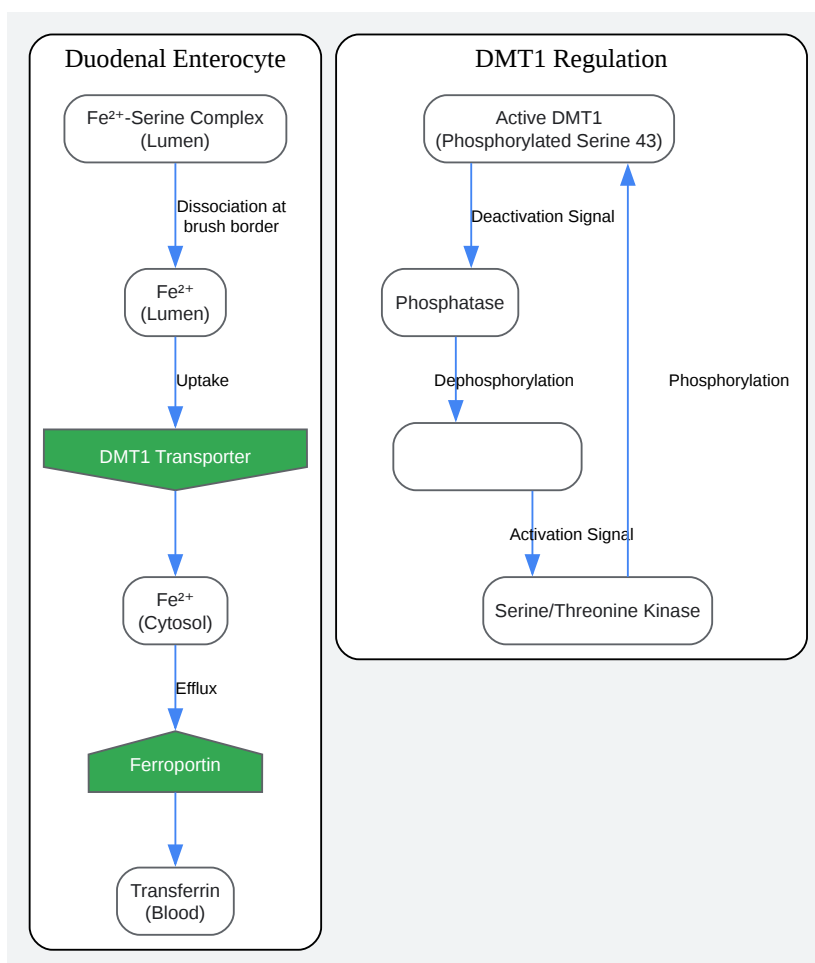 Duodenal Enterocyte
Fe²⁺-Serine Complex
(Lumen)
Dissociation at
brush border
Fe²⁺
(Lumen)
Uptake
DMT1 Transporter
Fe²⁺
(Cytosol)
Efflux
Ferroportin
Transferrin
(Blood)
DMT1 Regulation
Active DMT1
(Phosphorylated Serine 43)
Deactivation Signal
Phosphatase
Dephosphorylation
Phosphorylation
Activation Signal
Serine/Threonine Kinase